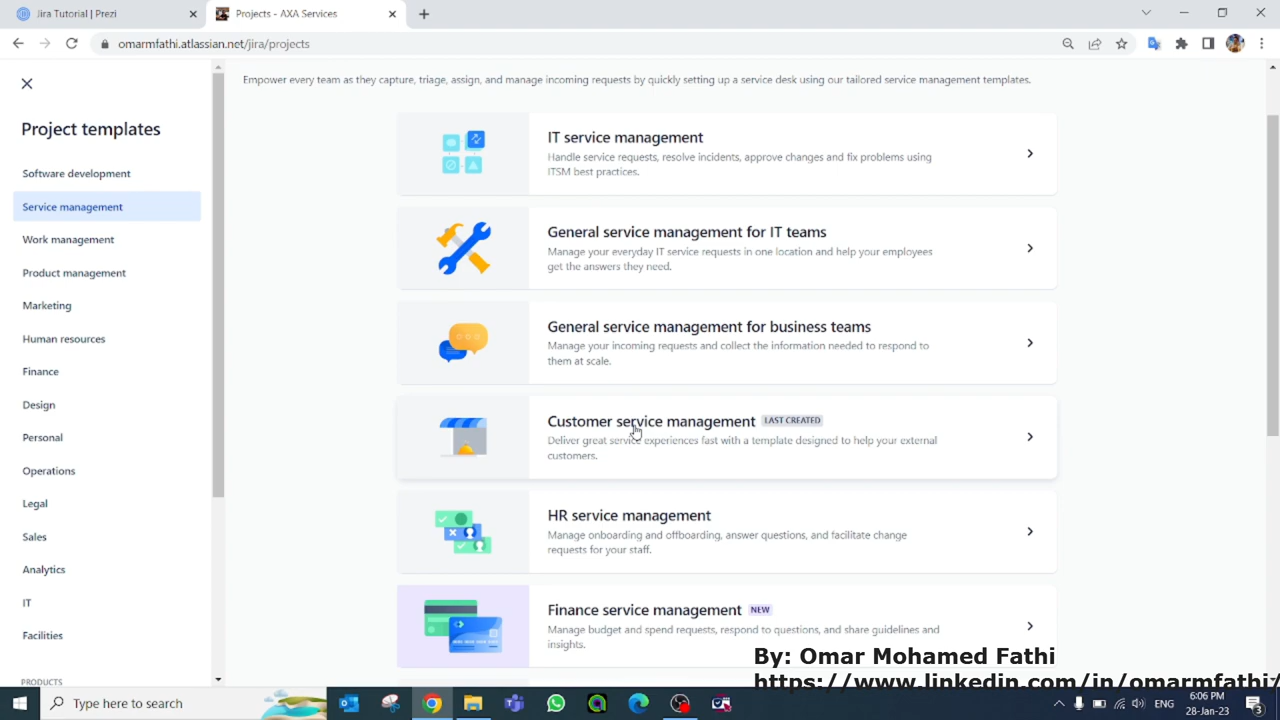 Jira Tutorial | Prezi
Projects - AXA Services
omarmfathi.atlassian.net/jira/projects
Project templates
Software development
Service management
Work management
Product management
Marketing
Human resources
Finance
Design
Personal
Operations
Legal
Sales
Analytics
IT
Facilities
PRODUCTS
Empower every team as they capture, triage, assign, and manage incoming requests by quickly setting up a service desk using our tailored service management templates.
IT service management
Handle service requests, resolve incidents, approve changes and fix problems using
ITSM best practices.
General service management for IT teams
Manage your everyday IT service requests in one location and help your employees
get the answers they need.
General service management for business teams
Manage your incoming requests and collect the information needed to respond to
them at scale.
Customer service management LAST CREATED
Deliver great service experiences fast with a template designed to help your external
customers.
HR service management
Manage onboarding and offboarding, answer questions, and facilitate change
requests for your staff.
Finance service management NEW
Manage budget and spend requests, respond to questions, and share guidelines and
insights.
By: Omar Mohamed Fathi
https://www.linkedin.com/in/omarmfathi/
Type here to search
ENG
6:06 PM
28-Jan-23
3